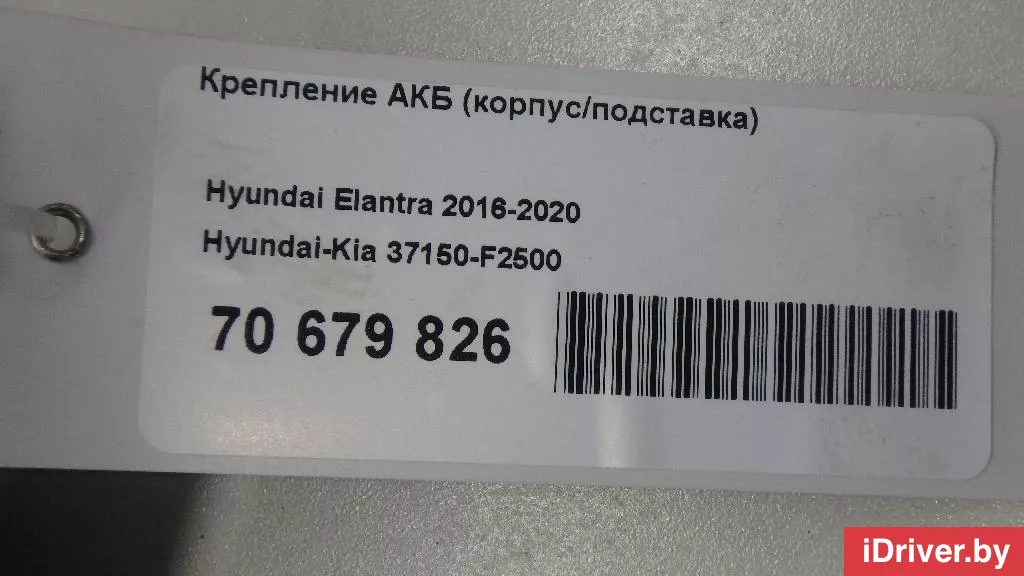 Крепление АКБ (корпус/подставка)
Hyundai Elantra 2016-2020
Hyundai-Kia 37150-F2500
70 679 826
iDriver.by